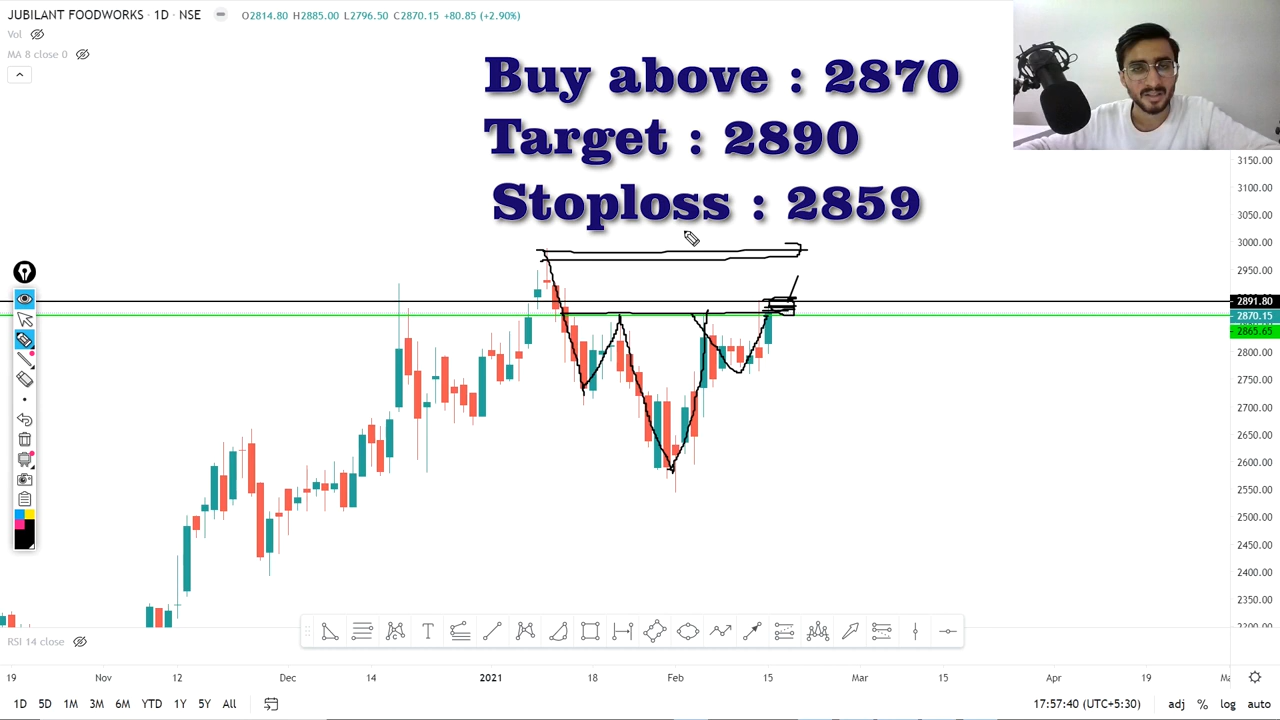 JUBILANT FOODWORKS · 1D · NSE O2814.80 H2885.00 L2796.50 C2870.15 +80.85 (+2.90%)
Vol
MA 8 close 0
Buy above : 2870
Target : 2890
Stoploss : 2859
3150.00
3100.00
3050.00
3000.00
2950.00
2891.80
2870.15
2865.65
2800.00
2750.00
2700.00
2650.00
2600.00
2550.00
2500.00
2450.00
2400.00
2350.00
RSI 14 close
19 Nov 12 Dec 14 2021 18 Feb 15 Mar 15 Apr 19
1D 5D 1M 3M 6M YTD 1Y 5Y All 17:57:40 (UTC+5:30) adj % log auto